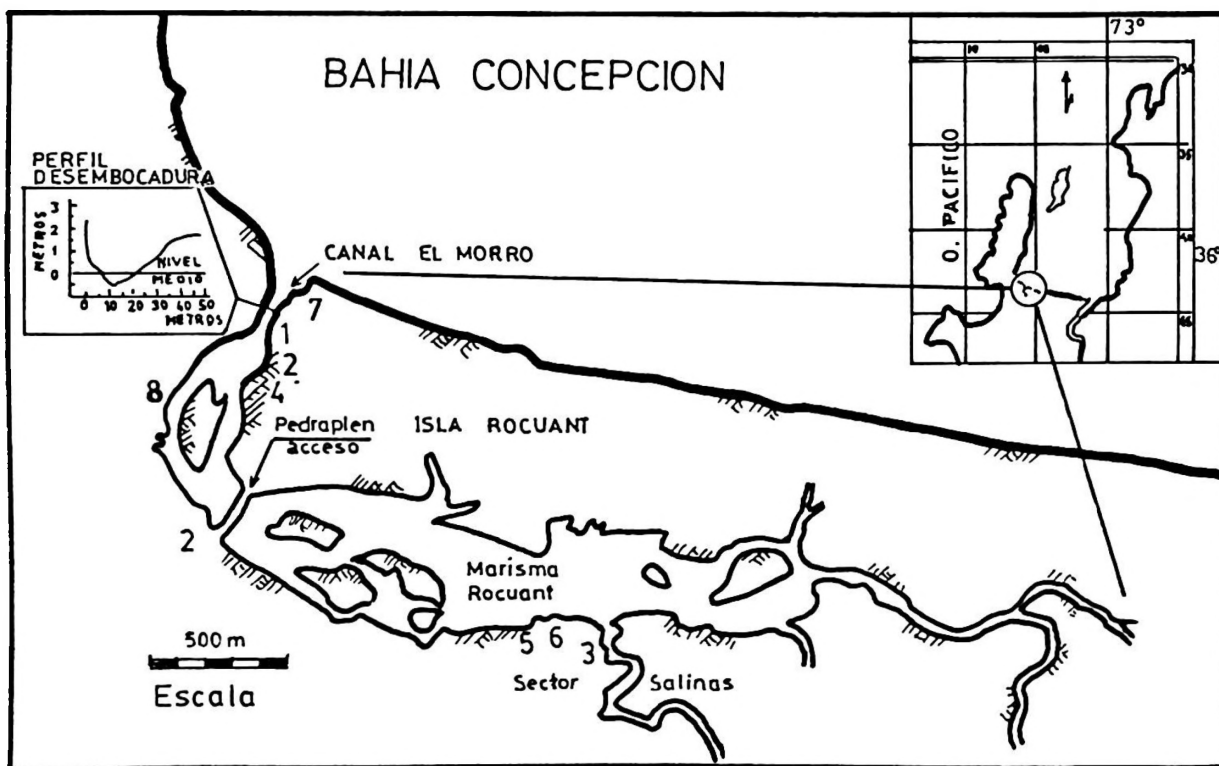 BAHIA CONCEPCION
73°
36°
O. PACIFICO
PERFIL
DESEMBOCADURA
METROS
3
2
1
0
NIVEL
MEDIO
0 10 20 30 40 50
METROS
CANAL EL MORRO
7
1
2
4
8
Pedraplen
acceso
ISLA ROCUANT
2
Marisma
Rocuant
5 6 3
Sector Salinas
500 m
Escala